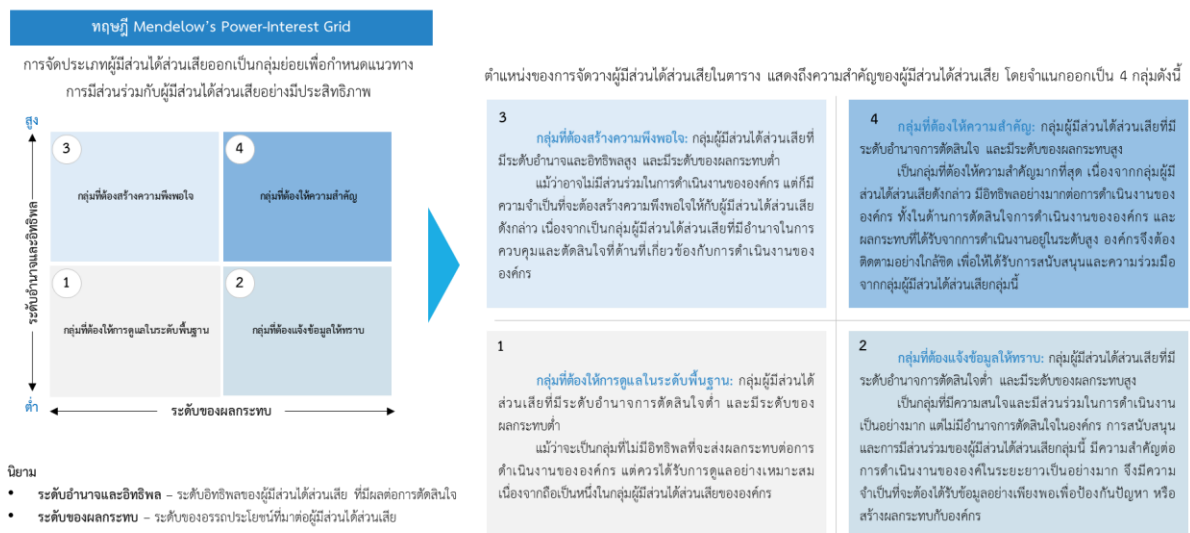 ทฤษฎี Mendelow's Power-Interest Grid
การจัดประเภทผู้มีส่วนได้ส่วนเสียออกเป็นกลุ่มย่อยเพื่อกำหนดแนวทาง
การมีส่วนร่วมกับผู้มีส่วนได้ส่วนเสียอย่างมีประสิทธิภาพ
สูง
ระดับอำนาจและอิทธิพล
ต่ำ
3
กลุ่มที่ต้องสร้างความพึงพอใจ
4
กลุ่มที่ต้องให้ความสำคัญ
1
กลุ่มที่ต้องให้การดูแลในระดับพื้นฐาน
2
กลุ่มที่ต้องแจ้งข้อมูลให้ทราบ
ระดับของผลกระทบ
นิยาม
• ระดับอำนาจและอิทธิพล – ระดับอิทธิพลของผู้มีส่วนได้ส่วนเสีย ที่มีผลต่อการตัดสินใจ
• ระดับของผลกระทบ – ระดับของอรรถประโยชน์ที่มาต่อผู้มีส่วนได้ส่วนเสีย
ตำแหน่งของการจัดวางผู้มีส่วนได้ส่วนเสียในตาราง แสดงถึงความสำคัญของผู้มีส่วนได้ส่วนเสีย โดยจำแนกออกเป็น 4 กลุ่มดังนี้
3
กลุ่มที่ต้องสร้างความพึงพอใจ: กลุ่มผู้มีส่วนได้ส่วนเสียที่
มีระดับอำนาจและอิทธิพลสูง และมีระดับของผลกระทบต่ำ
แม้ว่าอาจไม่มีส่วนร่วมในการดำเนินงานขององค์กร แต่ก็มี
ความจำเป็นที่จะต้องสร้างความพึงพอใจให้กับผู้มีส่วนได้ส่วนเสีย
ดังกล่าว เนื่องจากเป็นกลุ่มผู้มีส่วนได้ส่วนเสียที่มีอำนาจในการ
ควบคุมและตัดสินใจที่ด้านที่เกี่ยวข้องกับการดำเนินงานของ
องค์กร
4
กลุ่มที่ต้องให้ความสำคัญ: กลุ่มผู้มีส่วนได้ส่วนเสียที่มี
ระดับอำนาจการตัดสินใจ และมีระดับของผลกระทบสูง
เป็นกลุ่มที่ต้องให้ความสำคัญมากที่สุด เนื่องจากกลุ่มผู้มี
ส่วนได้ส่วนเสียดังกล่าว มีอิทธิพลอย่างมากต่อการดำเนินงานของ
องค์กร ทั้งในด้านการตัดสินใจการดำเนินงานขององค์กร และ
ผลกระทบที่ได้รับจากการดำเนินงานอยู่ในระดับสูง องค์กรจึงต้อง
ติดตามอย่างใกล้ชิด เพื่อให้ได้รับการสนับสนุนและความร่วมมือ
จากกลุ่มผู้มีส่วนได้ส่วนเสียกลุ่มนี้
1
กลุ่มที่ต้องให้การดูแลในระดับพื้นฐาน: กลุ่มผู้มีส่วนได้
ส่วนเสียที่มีระดับอำนาจการตัดสินใจต่ำ และมีระดับของ
ผลกระทบต่ำ
แม้ว่าจะเป็นกลุ่มที่ไม่มีอิทธิพลที่จะส่งผลกระทบต่อการ
ดำเนินงานขององค์กร แต่ควรได้รับการดูแลอย่างเหมาะสม
เนื่องจากถือเป็นหนึ่งในกลุ่มผู้มีส่วนได้ส่วนเสียขององค์กร
2
กลุ่มที่ต้องแจ้งข้อมูลให้ทราบ: กลุ่มผู้มีส่วนได้ส่วนเสียที่มี
ระดับอำนาจการตัดสินใจต่ำ และมีระดับของผลกระทบสูง
เป็นกลุ่มที่มีความสนใจและมีส่วนร่วมในการดำเนินงาน
เป็นอย่างมาก แต่ไม่มีอำนาจการตัดสินใจในองค์กร การสนับสนุน
และการมีส่วนร่วมของผู้มีส่วนได้ส่วนเสียกลุ่มนี้ มีความสำคัญต่อ
การดำเนินงานขององค์ในระยะยาวเป็นอย่างมาก จึงมีความ
จำเป็นที่จะต้องได้รับข้อมูลอย่างเพียงพอเพื่อป้องกันปัญหา หรือ
สร้างผลกระทบกับองค์กร